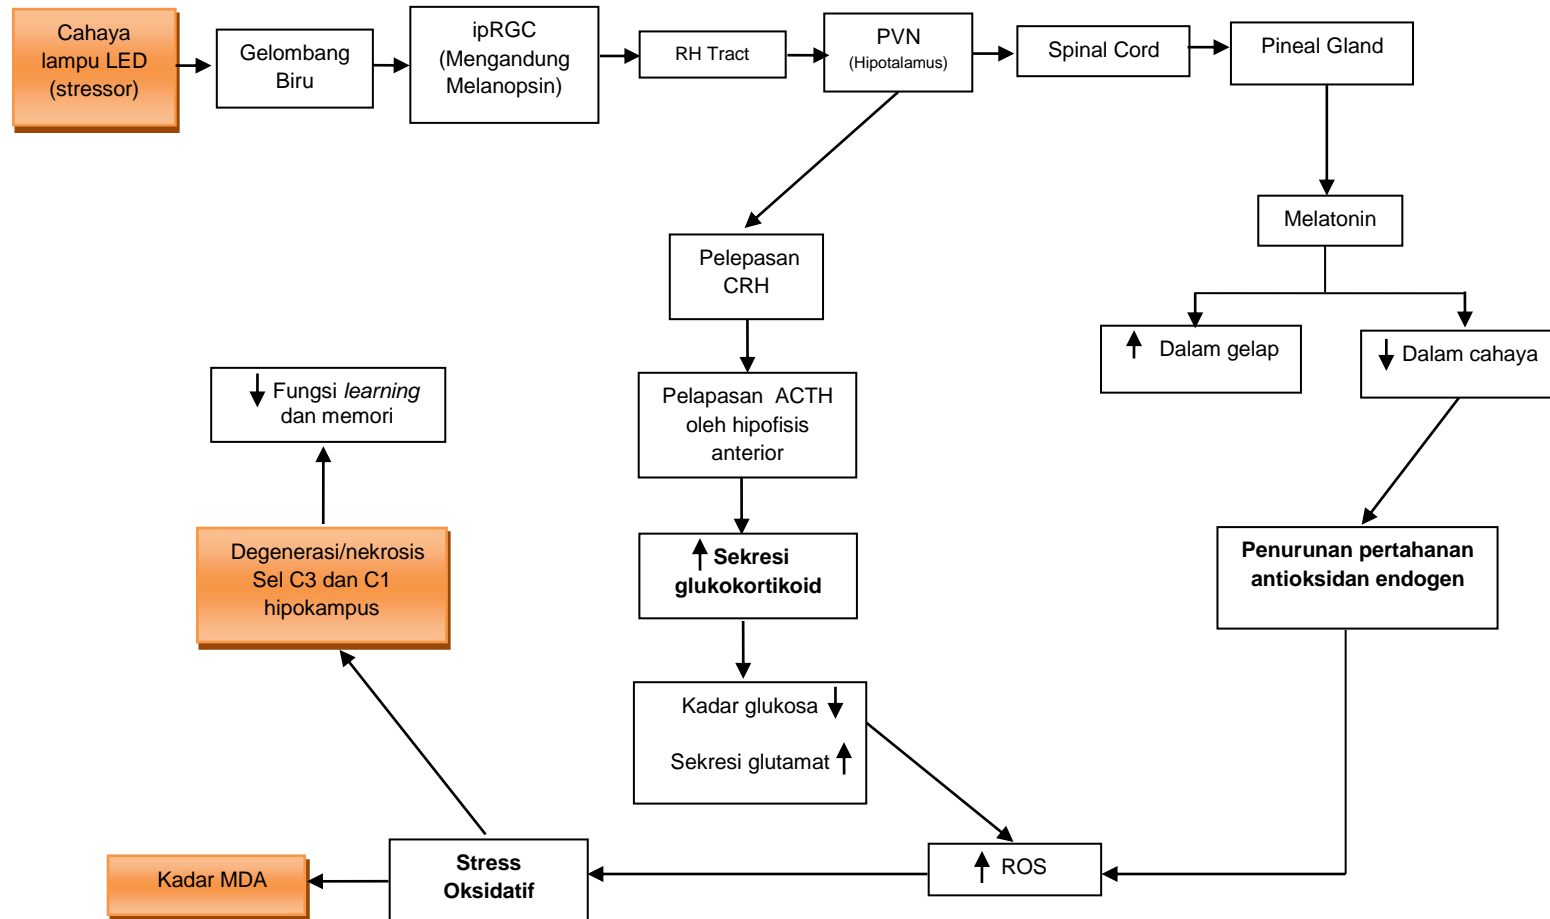 Cahaya
lampu LED
(stressor)
Gelombang
Biru
ipRGC
(Mengandung
Melanopsin)
RH Tract
PVN
(Hipotalamus)
Spinal Cord
Pineal Gland
Melatonin
↑ Dalam gelap
↓ Dalam cahaya
Pelepasan
CRH
Pelapasan ACTH
oleh hipofisis
anterior
↑ Sekresi
glukokortikoid
Kadar glukosa ↓
Sekresi glutamat ↑
Penurunan pertahanan
antioksidan endogen
↑ ROS
Stress
Oksidatif
Kadar MDA
Degenerasi/nekrosis
Sel C3 dan C1
hipokampus
↓ Fungsi learning
dan memori